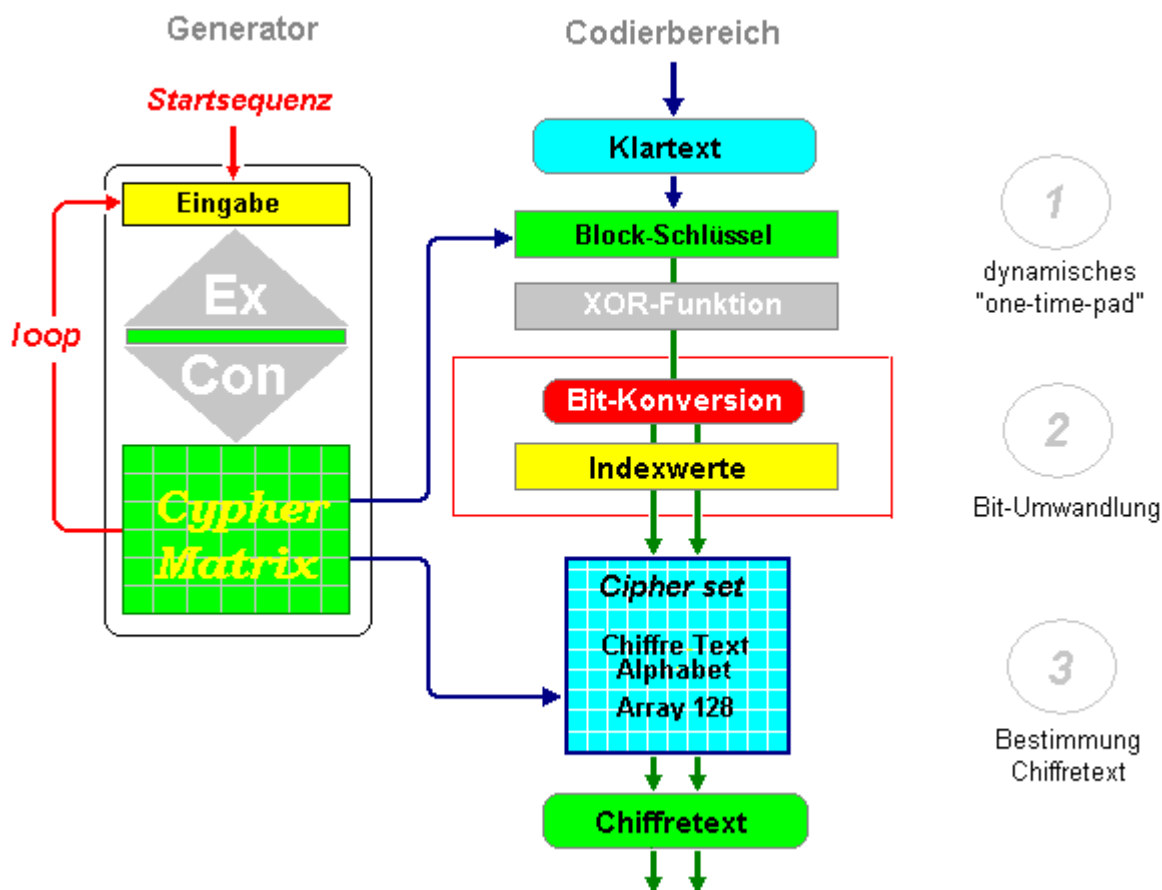 Generator
Codierbereich
Startsequenz
Klartext
Eingabe
Block-Schlüssel
1
dynamisches
"one-time-pad"
Ex
XOR-Funktion
loop
Con
Bit-Konversion
2
Indexwerte
Bit-Umwandlung
Cypher
Matrix
Cipher set
Chiffre Text
Alphabet
Array 128
3
Bestimmung
Chiffretext
Chiffretext